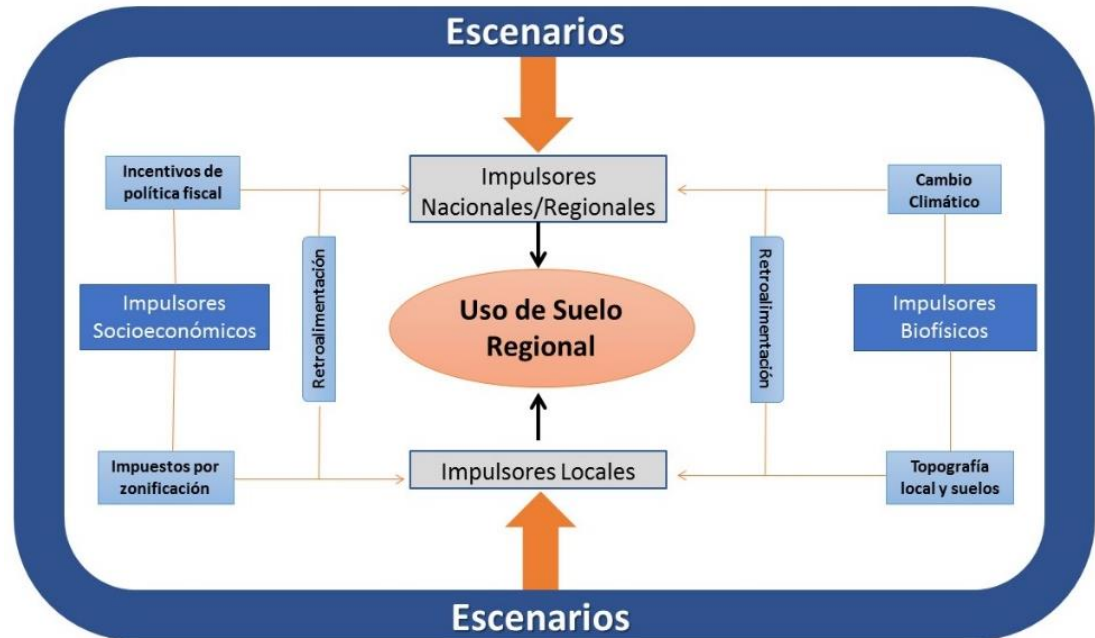 Escenarios
Incentivos de
política fiscal
Impulsores
Nacionales/Regionales
Cambio
Climático
Impulsores
Socioeconómicos
Retroalimentación
Uso de Suelo
Regional
Retroalimentación
Impulsores
Biofísicos
Impuestos por
zonificación
Impulsores Locales
Topografía
local y suelos
Escenarios